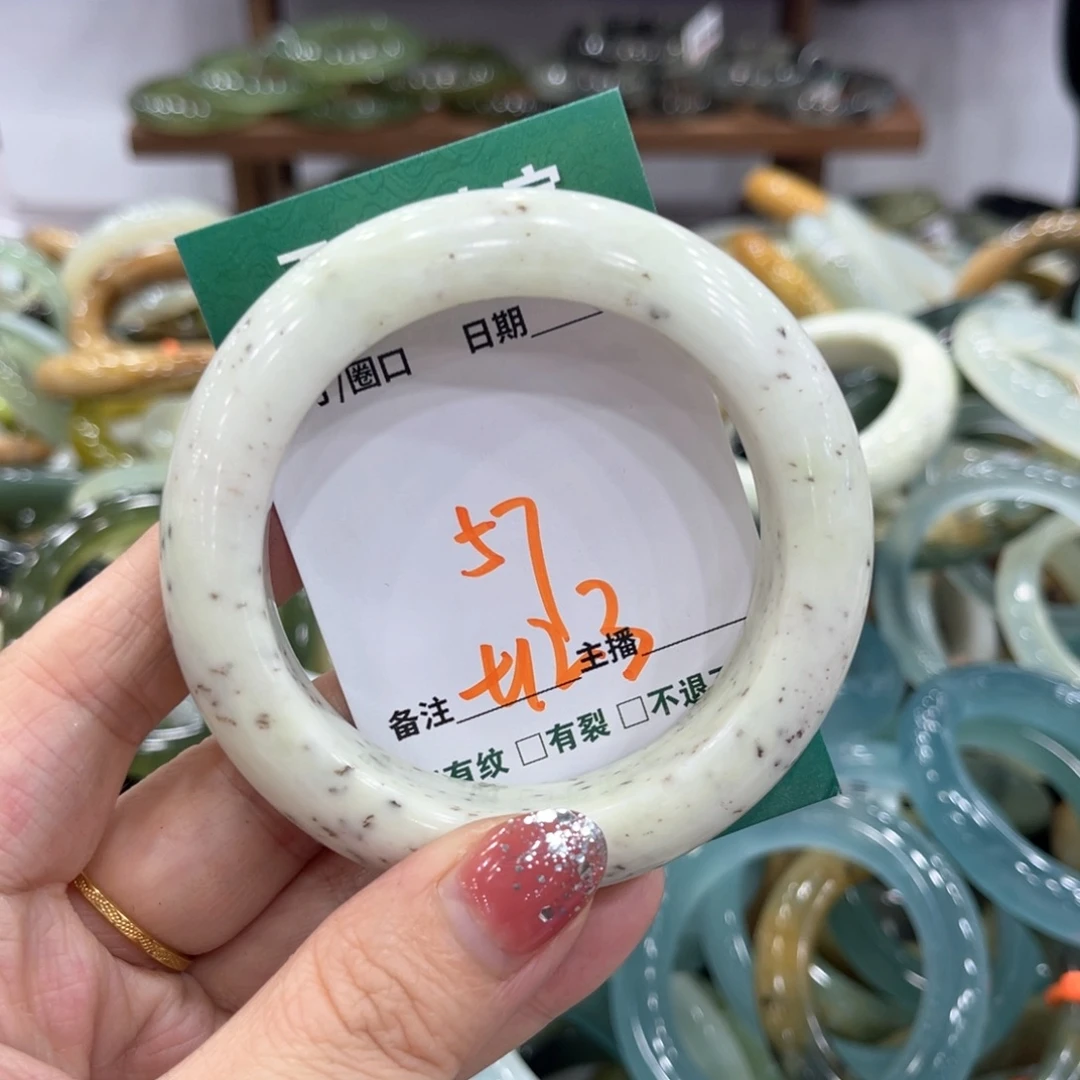 日期
/圈口
57
主播
备注
有纹 □有裂 □不退